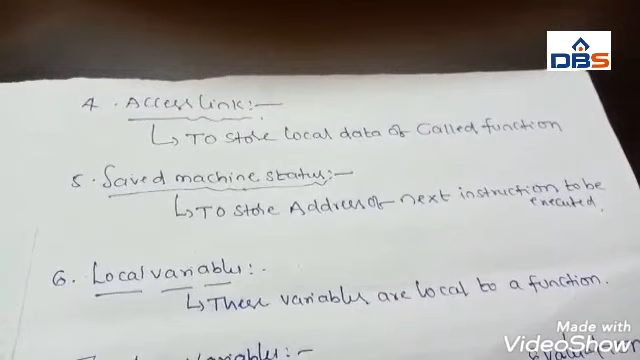 DBS
4. Access link:-
↳ To store local data of called function
5. Saved machine status:-
↳ To store Address of next instruction to be
executed.
6. Local variables:-
↳ These variables are local to a function.
variables:-
Made with
VideoShow